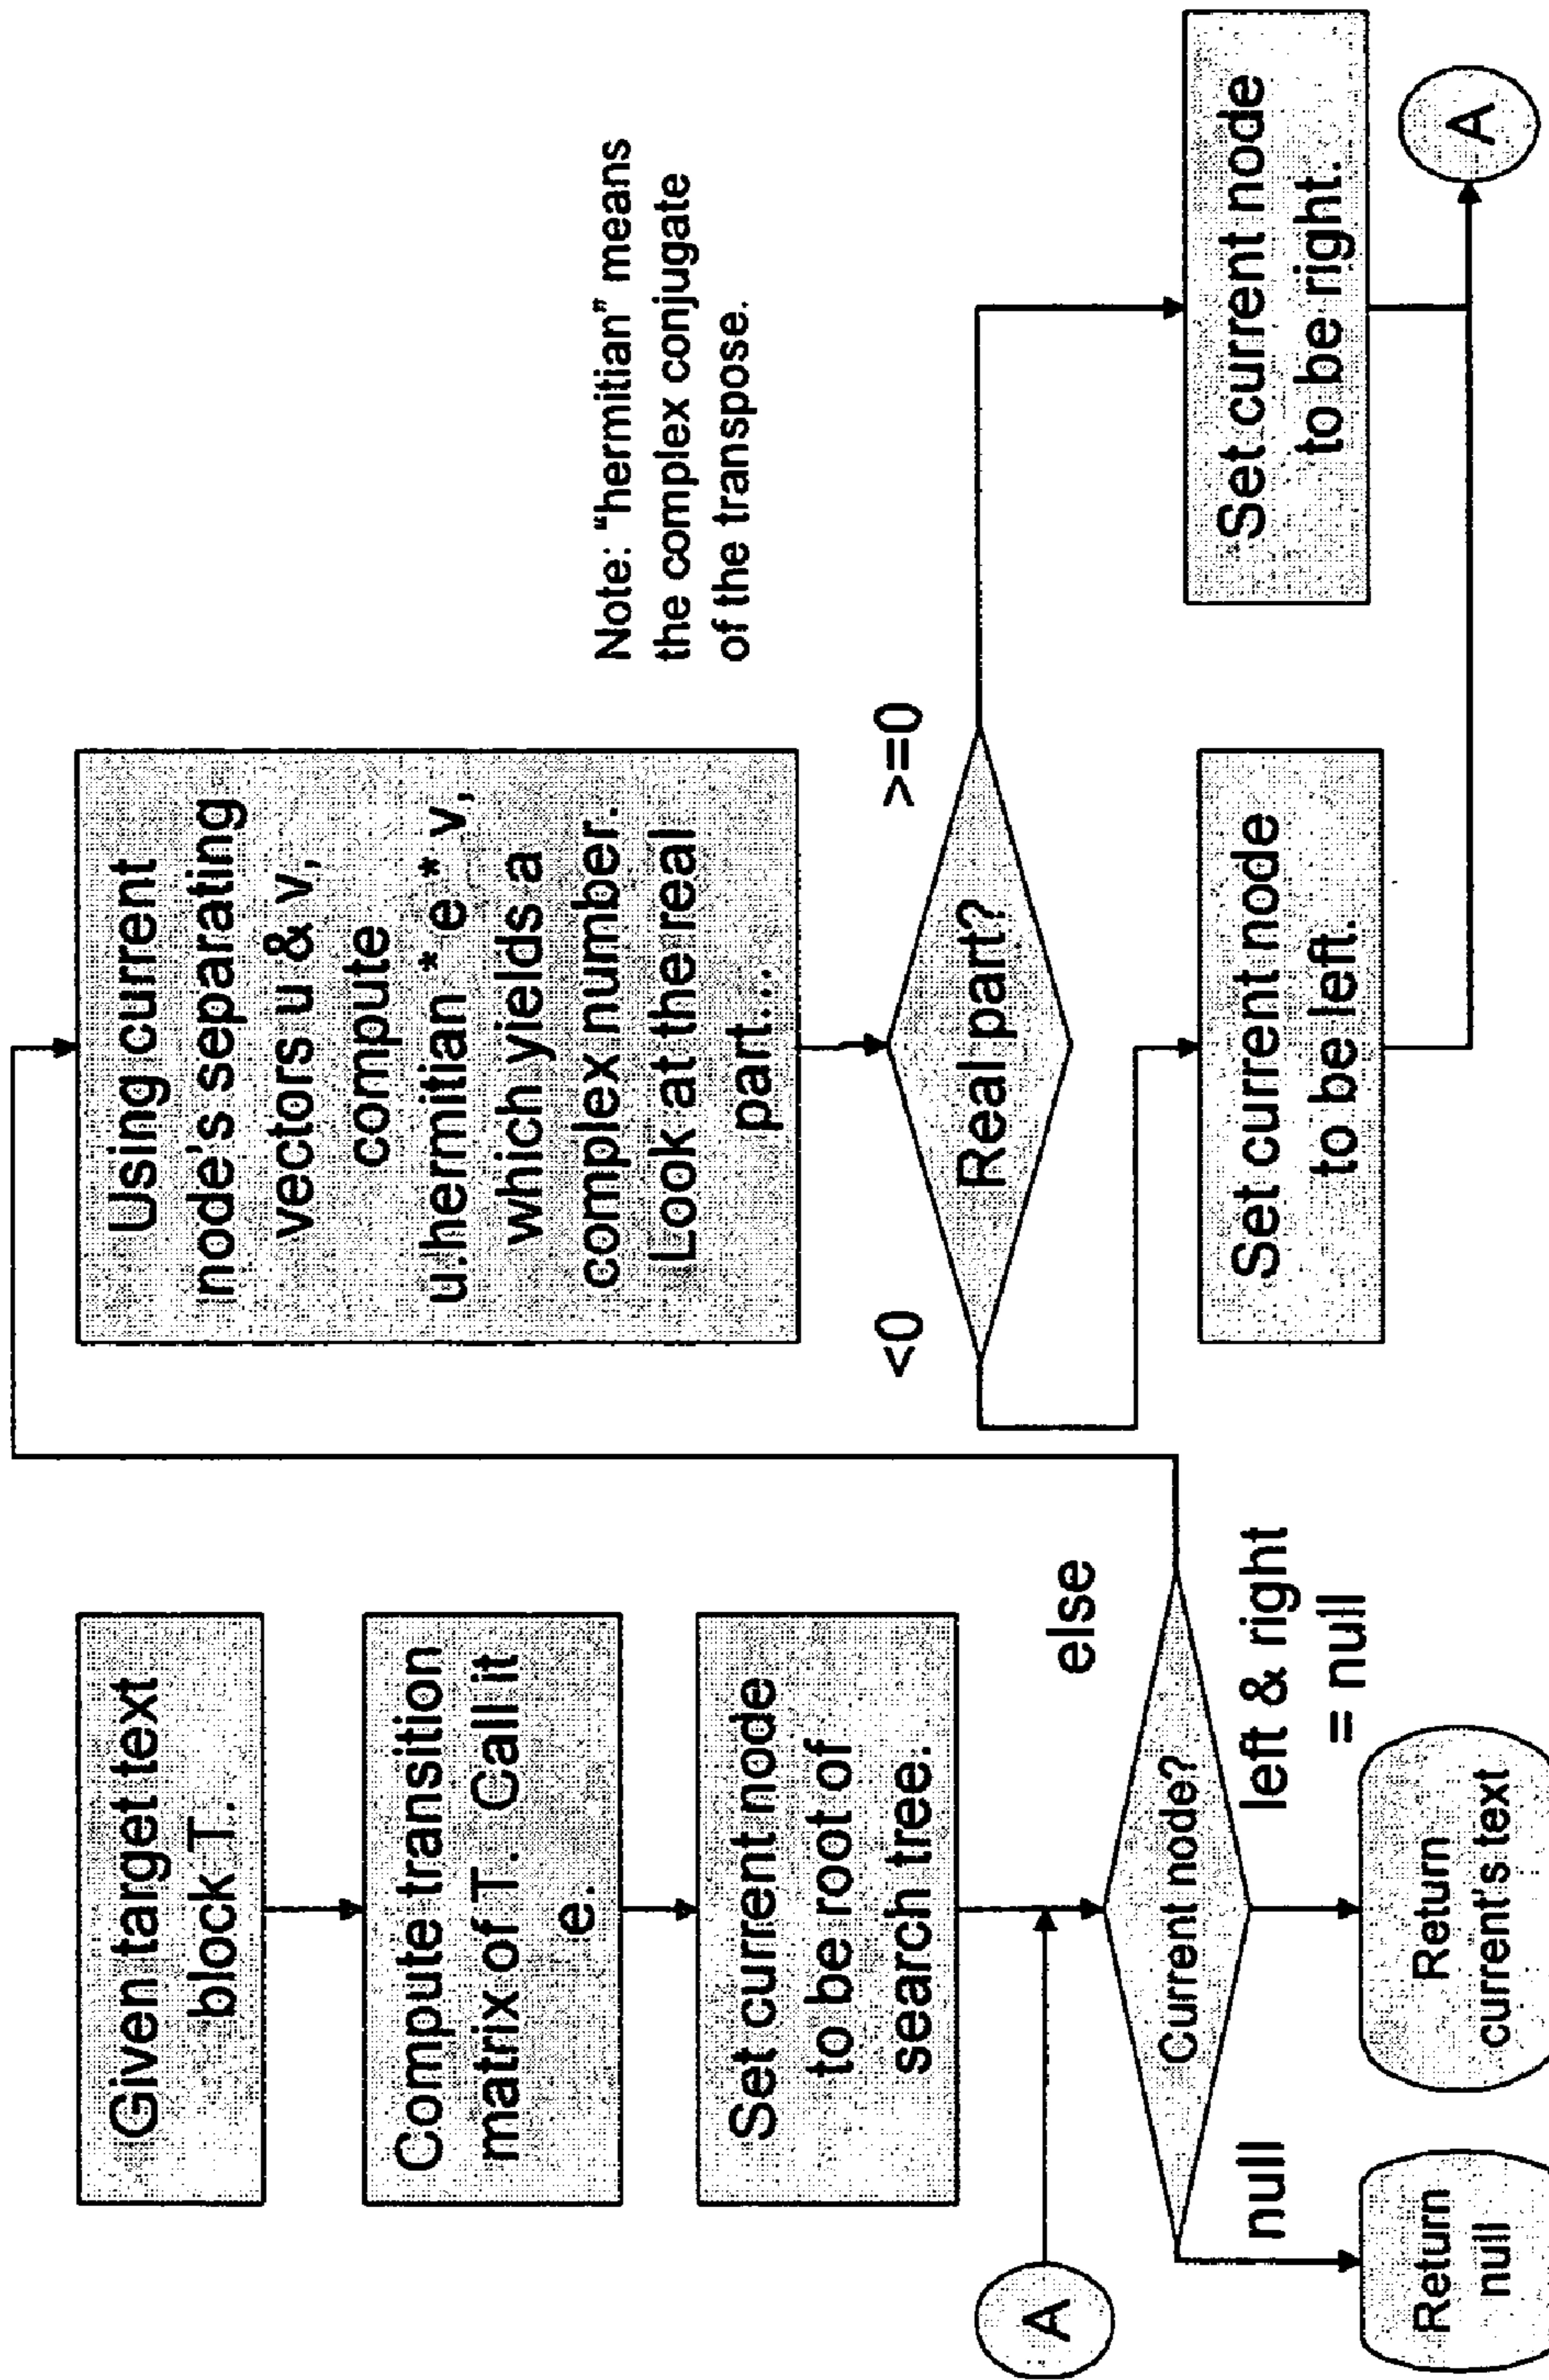 Given target text
block T.
Compute transition
matrix of T. Call it
e.
Set current node
to be root of
search tree.
A
Current node?
else
null
left & right
= null
Return
null
Return
current's text
Using current
node's separating
vectors u & v,
compute
u.hermitian * e * v,
which yields a
complex number.
Look at the real
part...
Note: "hermitian" means
the complex conjugate
of the transpose.
Real part?
<0
>=0
Set current node
to be left.
Set current node
to be right.
A